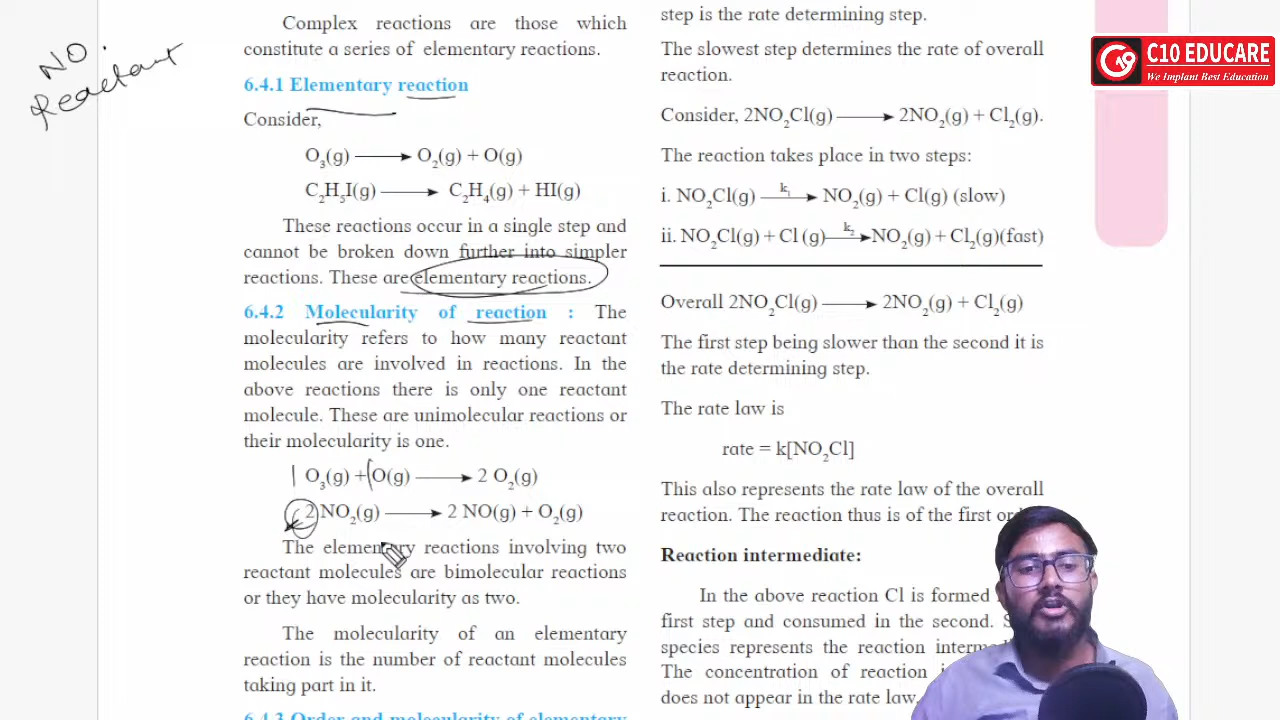 NO.
Reactant
Complex reactions are those which
constitute a series of elementary reactions.
6.4.1 Elementary reaction
Consider,
O₃(g) ⟶ O₂(g) + O(g)
C₂H₅I(g) ⟶ C₂H₄(g) + HI(g)
These reactions occur in a single step and
cannot be broken down further into simpler
reactions. These are elementary reactions.
6.4.2 Molecularity of reaction : The
molecularity refers to how many reactant
molecules are involved in reactions. In the
above reactions there is only one reactant
molecule. These are unimolecular reactions or
their molecularity is one.
1 O₃(g) + 1 O(g) ⟶ 2 O₂(g)
2 NO₂(g) ⟶ 2 NO(g) + O₂(g)
The elementary reactions involving two
reactant molecules are bimolecular reactions
or they have molecularity as two.
The molecularity of an elementary
reaction is the number of reactant molecules
taking part in it.
6.4.3 Order and molecularity of elementary
step is the rate determining step.
The slowest step determines the rate of overall
reaction.
Consider, 2NO₂Cl(g) ⟶ 2NO₂(g) + Cl₂(g).
The reaction takes place in two steps:
i. NO₂Cl(g) —k₁→ NO₂(g) + Cl(g) (slow)
ii. NO₂Cl(g) + Cl (g) —k₂→ NO₂(g) + Cl₂(g)(fast)
Overall 2NO₂Cl(g) ⟶ 2NO₂(g) + Cl₂(g)
The first step being slower than the second it is
the rate determining step.
The rate law is
rate = k[NO₂Cl]
This also represents the rate law of the overall
reaction. The reaction thus is of the first
Reaction intermediate:
In the above reaction Cl is formed
first step and consumed in the second.
species represents the reaction
The concentration of reaction
does not appear in the rate law.
C10 EDUCARE
We Implant Best Education